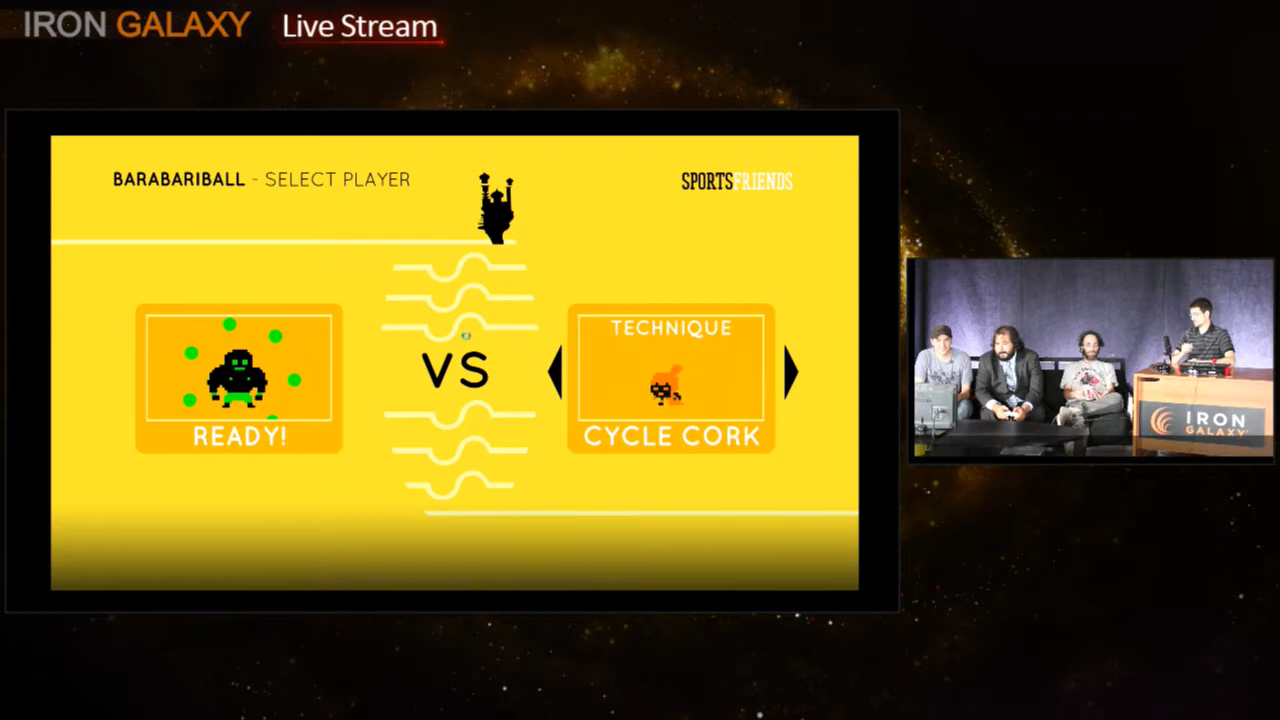 IRON GALAXY Live Stream
BARABARIBALL - SELECT PLAYER
SPORTSFRIENDS
TECHNIQUE
VS
READY!
CYCLE CORK
IRON
GALAXY